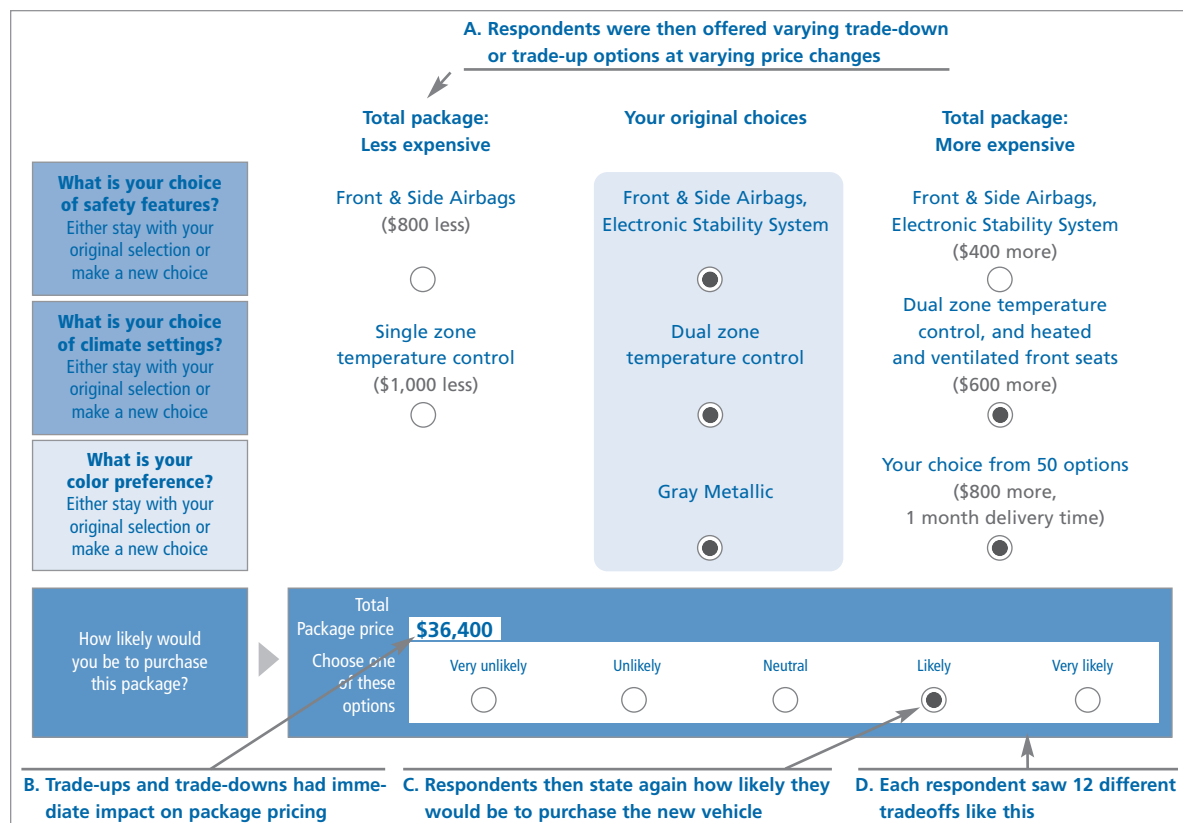 A. Respondents were then offered varying trade-down
or trade-up options at varying price changes
Total package:
Less expensive
Your original choices
Total package:
More expensive
What is your choice
of safety features?
Either stay with your
original selection or
make a new choice
Front & Side Airbags
($800 less)
Front & Side Airbags,
Electronic Stability System
Front & Side Airbags,
Electronic Stability System
($400 more)
What is your choice
of climate settings?
Either stay with your
original selection or
make a new choice
Single zone
temperature control
($1,000 less)
Dual zone
temperature control
Dual zone temperature
control, and heated
and ventilated front seats
($600 more)
What is your
color preference?
Either stay with your
original selection or
make a new choice
Gray Metallic
Your choice from 50 options
($800 more,
1 month delivery time)
How likely would
you be to purchase
this package?
Total
Package price
$36,400
Choose one
of these
options
Very unlikely
Unlikely
Neutral
Likely
Very likely
B. Trade-ups and trade-downs had imme-
diate impact on package pricing
C. Respondents then state again how likely they
would be to purchase the new vehicle
D. Each respondent saw 12 different
tradeoffs like this